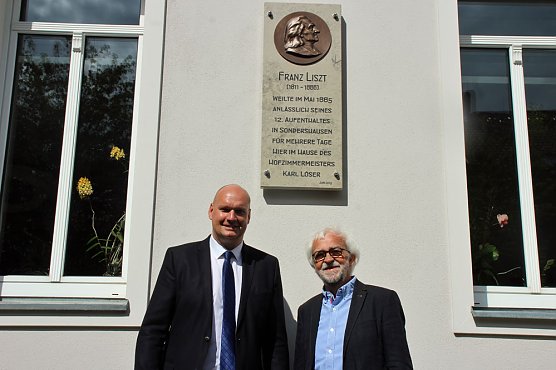 FRANZ LISZT
(1811 - 1886)
WEILTE IM MAI 1885
ANLÄSSLICH SEINES
12. AUFENTHALTES
IN SONDERSHAUSEN
FÜR MEHRERE TAGE
HIER IM HAUSE DES
HOFZIMMERMEISTERS
KARL LÖSER